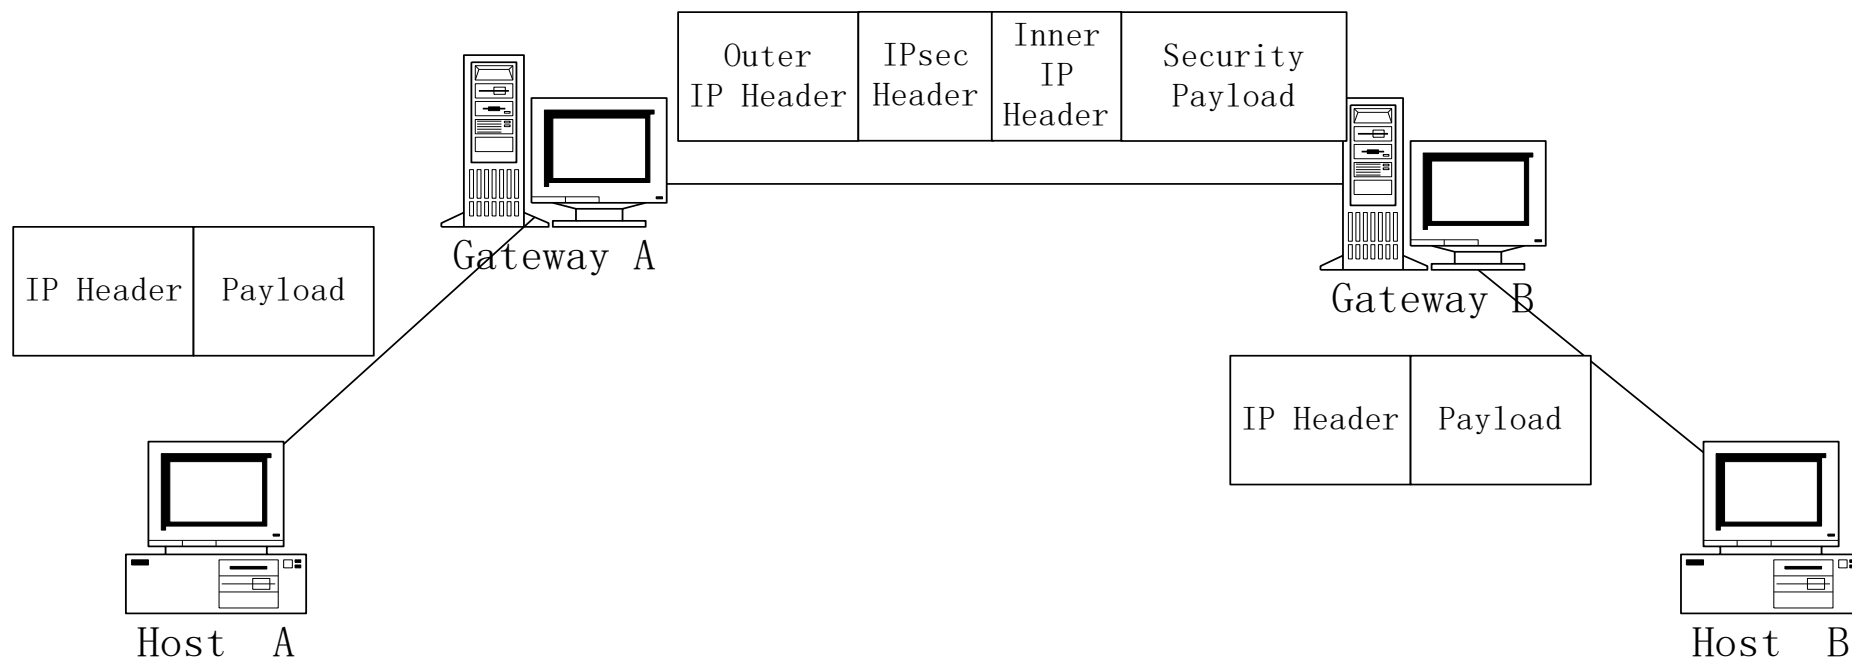 Outer
IP Header
IPsec
Header
Inner
IP
Header
Security
Payload
Gateway A
IP Header
Payload
Gateway B
IP Header
Payload
Host A
Host B